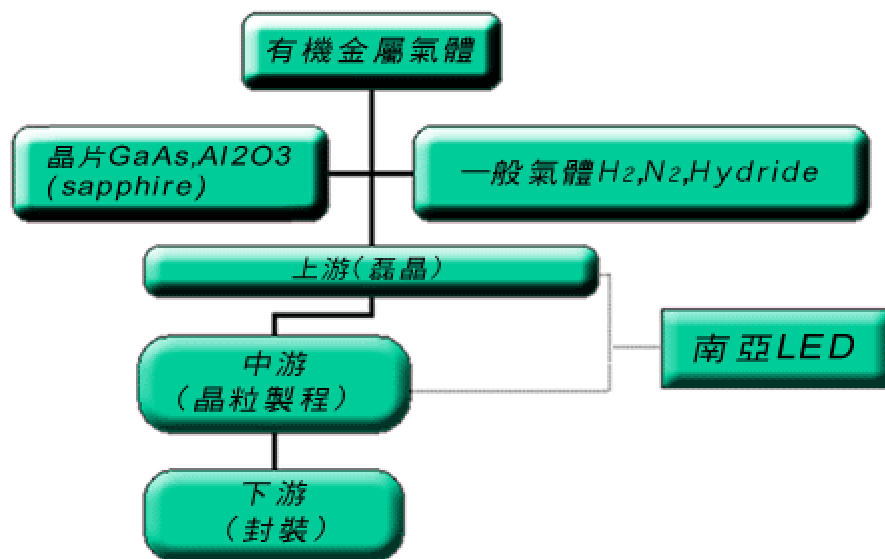 有機金屬氣體
晶片GaAs,Al2O3
(sapphire)
一般氣體H2,N2,Hydride
上游(磊晶)
南亞LED
中游
(晶粒製程)
下游
(封裝)